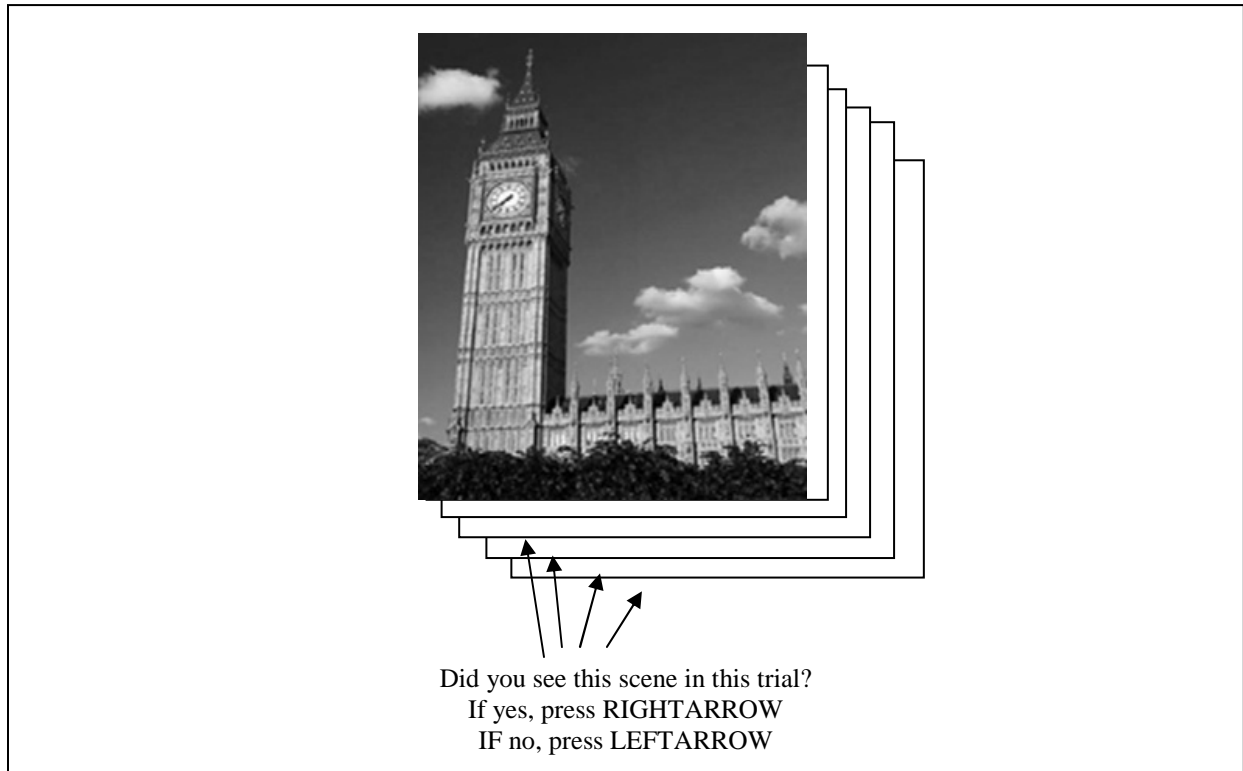 Did you see this scene in this trial?
If yes, press RIGHTARROW
IF no, press LEFTARROW